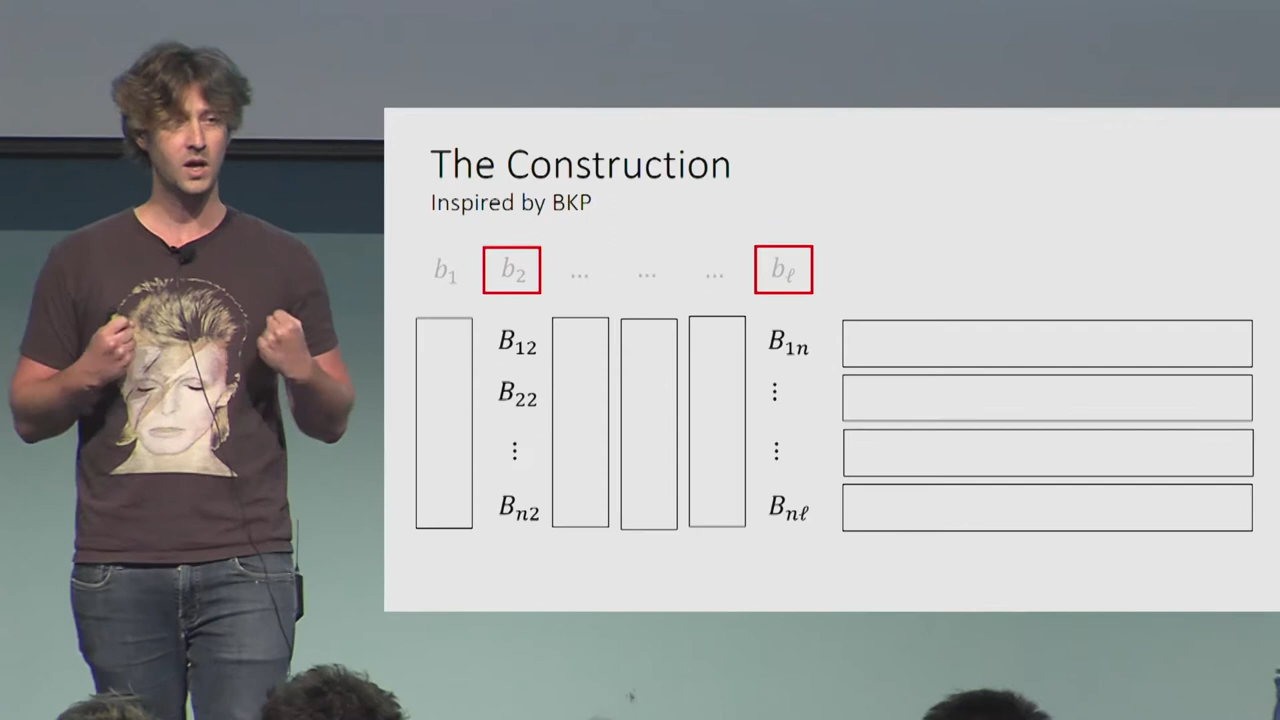 The Construction
Inspired by BKP
b₁ b₂ … … … bℓ
B₁₂ B₁ₙ
B₂₂ ⋮
⋮ ⋮
Bₙ₂ Bₙℓ